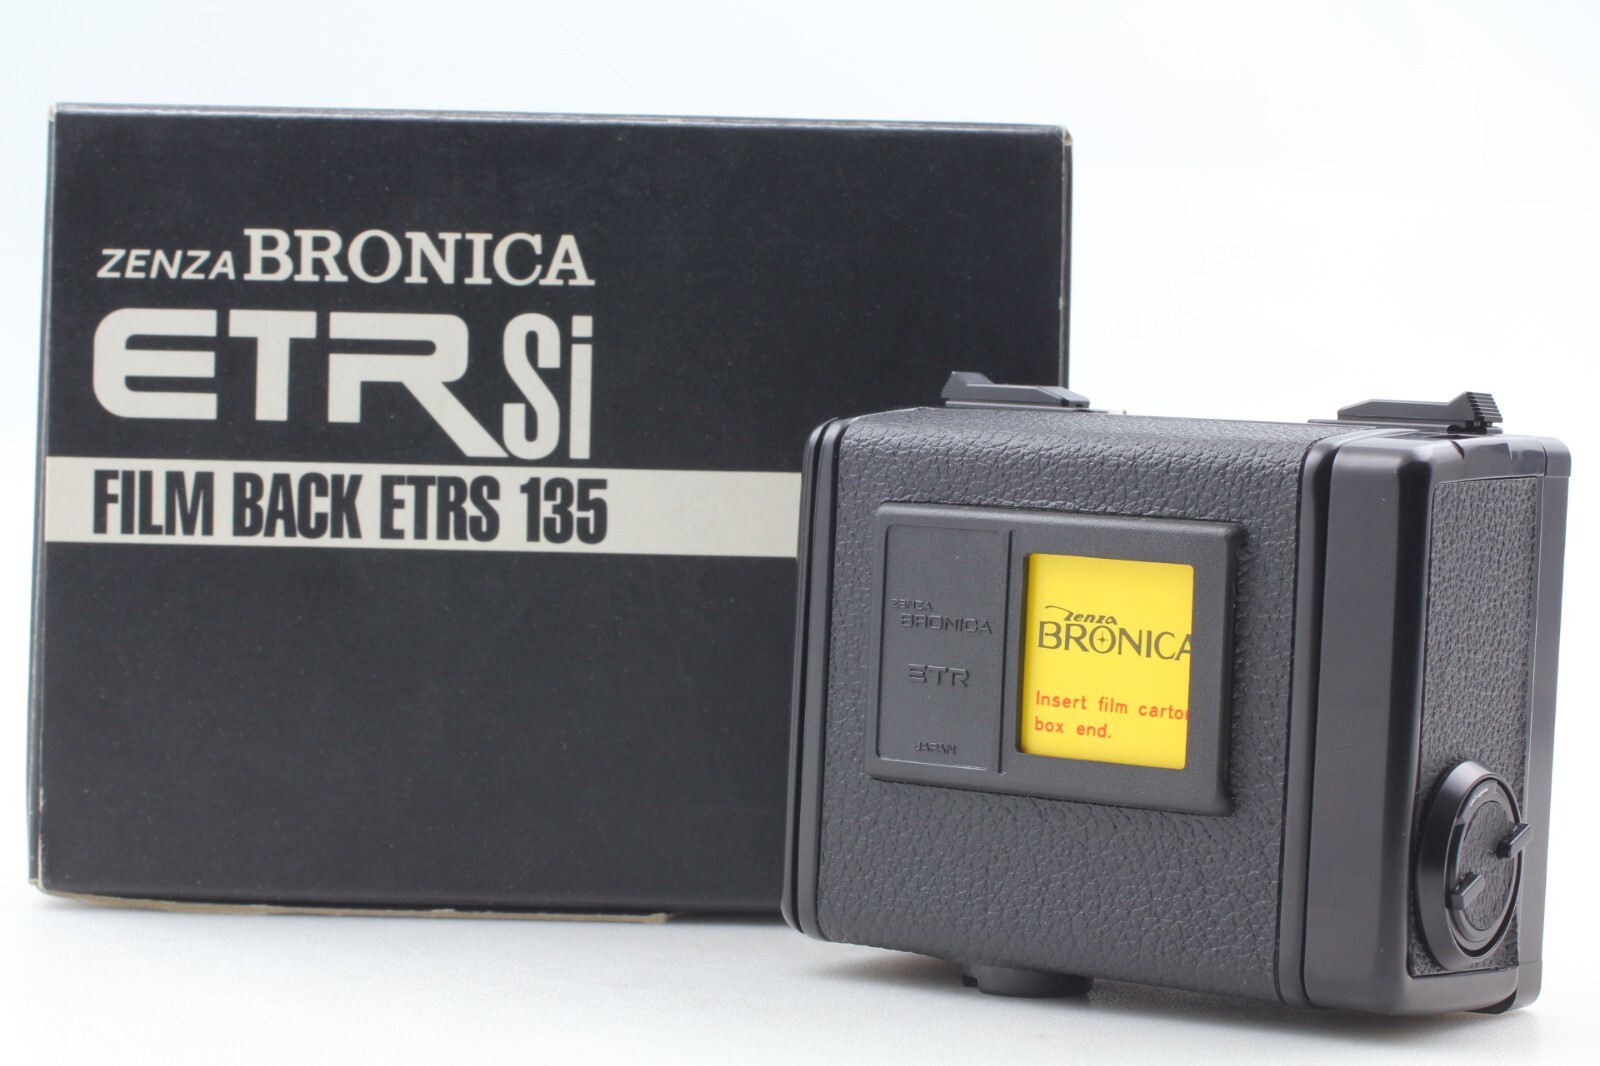 ZENZA BRONICA
ETRSi
FILM BACK ETRS 135
ZENZA
BRONICA
ETR
JAPAN
Zenza
BRONICA
Insert film carto
box end.